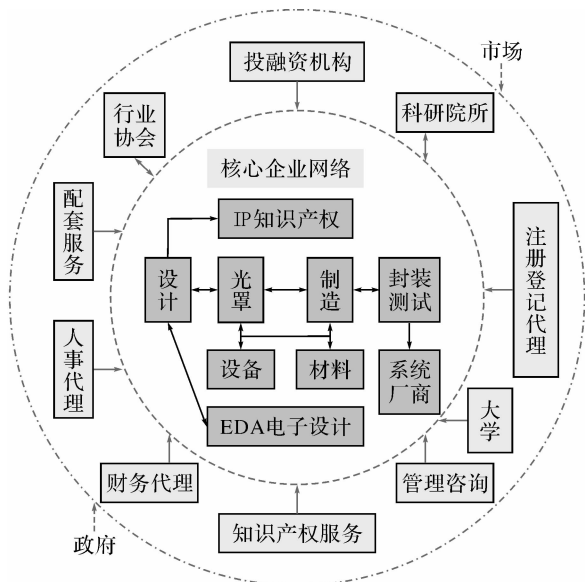 市场
投融资机构
行业
协会
科研院所
核心企业网络
配套服务
IP知识产权
注册登记代理
设计
光罩
制造
封装
测试
人事代理
设备
材料
系统
厂商
EDA电子设计
大学
财务代理
管理咨询
知识产权服务
政府